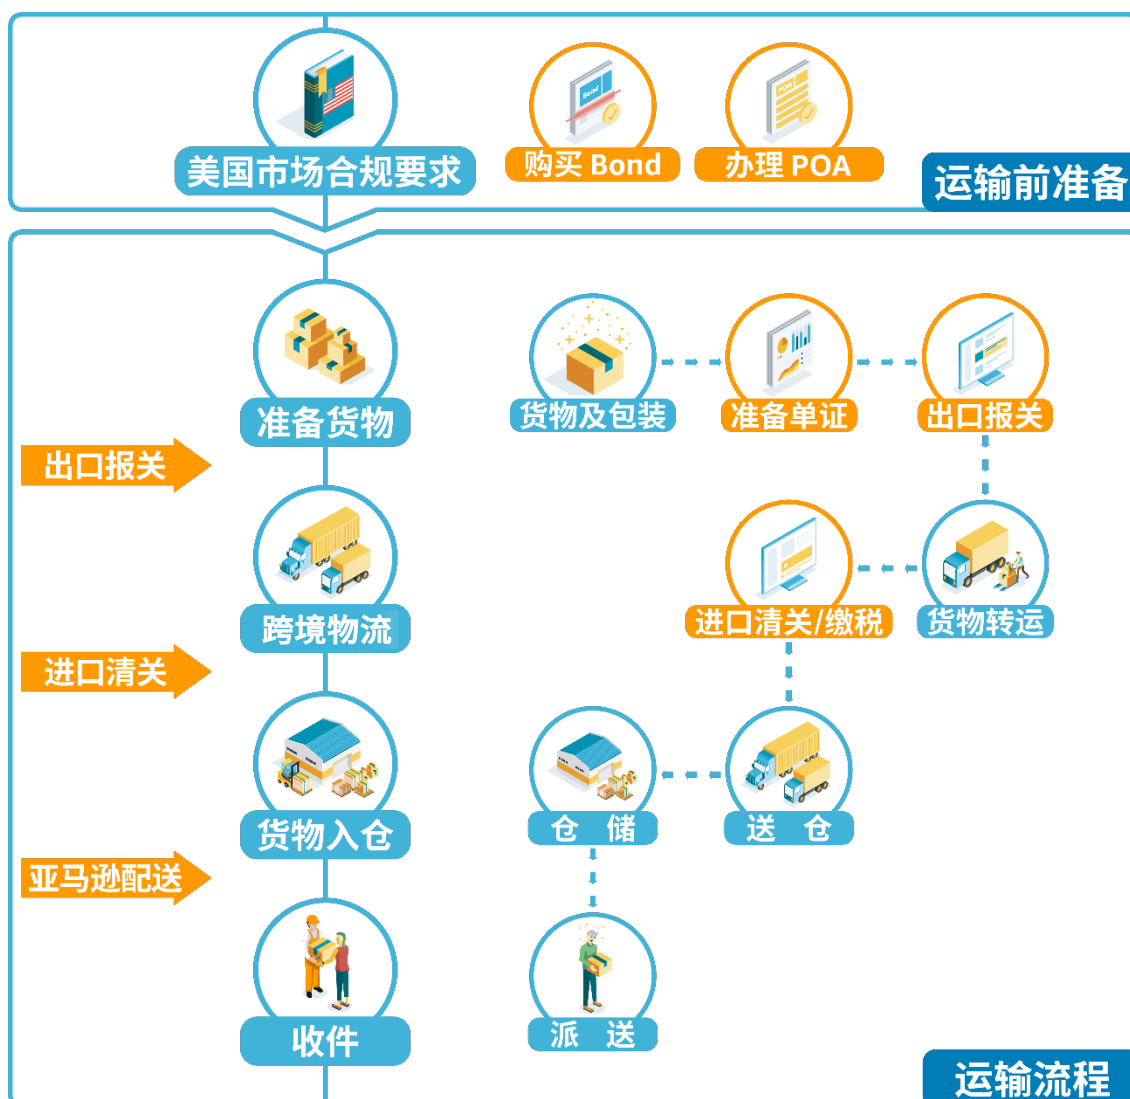 Bond
POA
美国市场合规要求
购买 Bond
办理 POA
运输前准备
准备货物
货物及包装
准备单证
出口报关
出口报关
跨境物流
进口清关/缴税
货物转运
进口清关
货物入仓
仓 储
送 仓
亚马逊配送
收件
派 送
运输流程